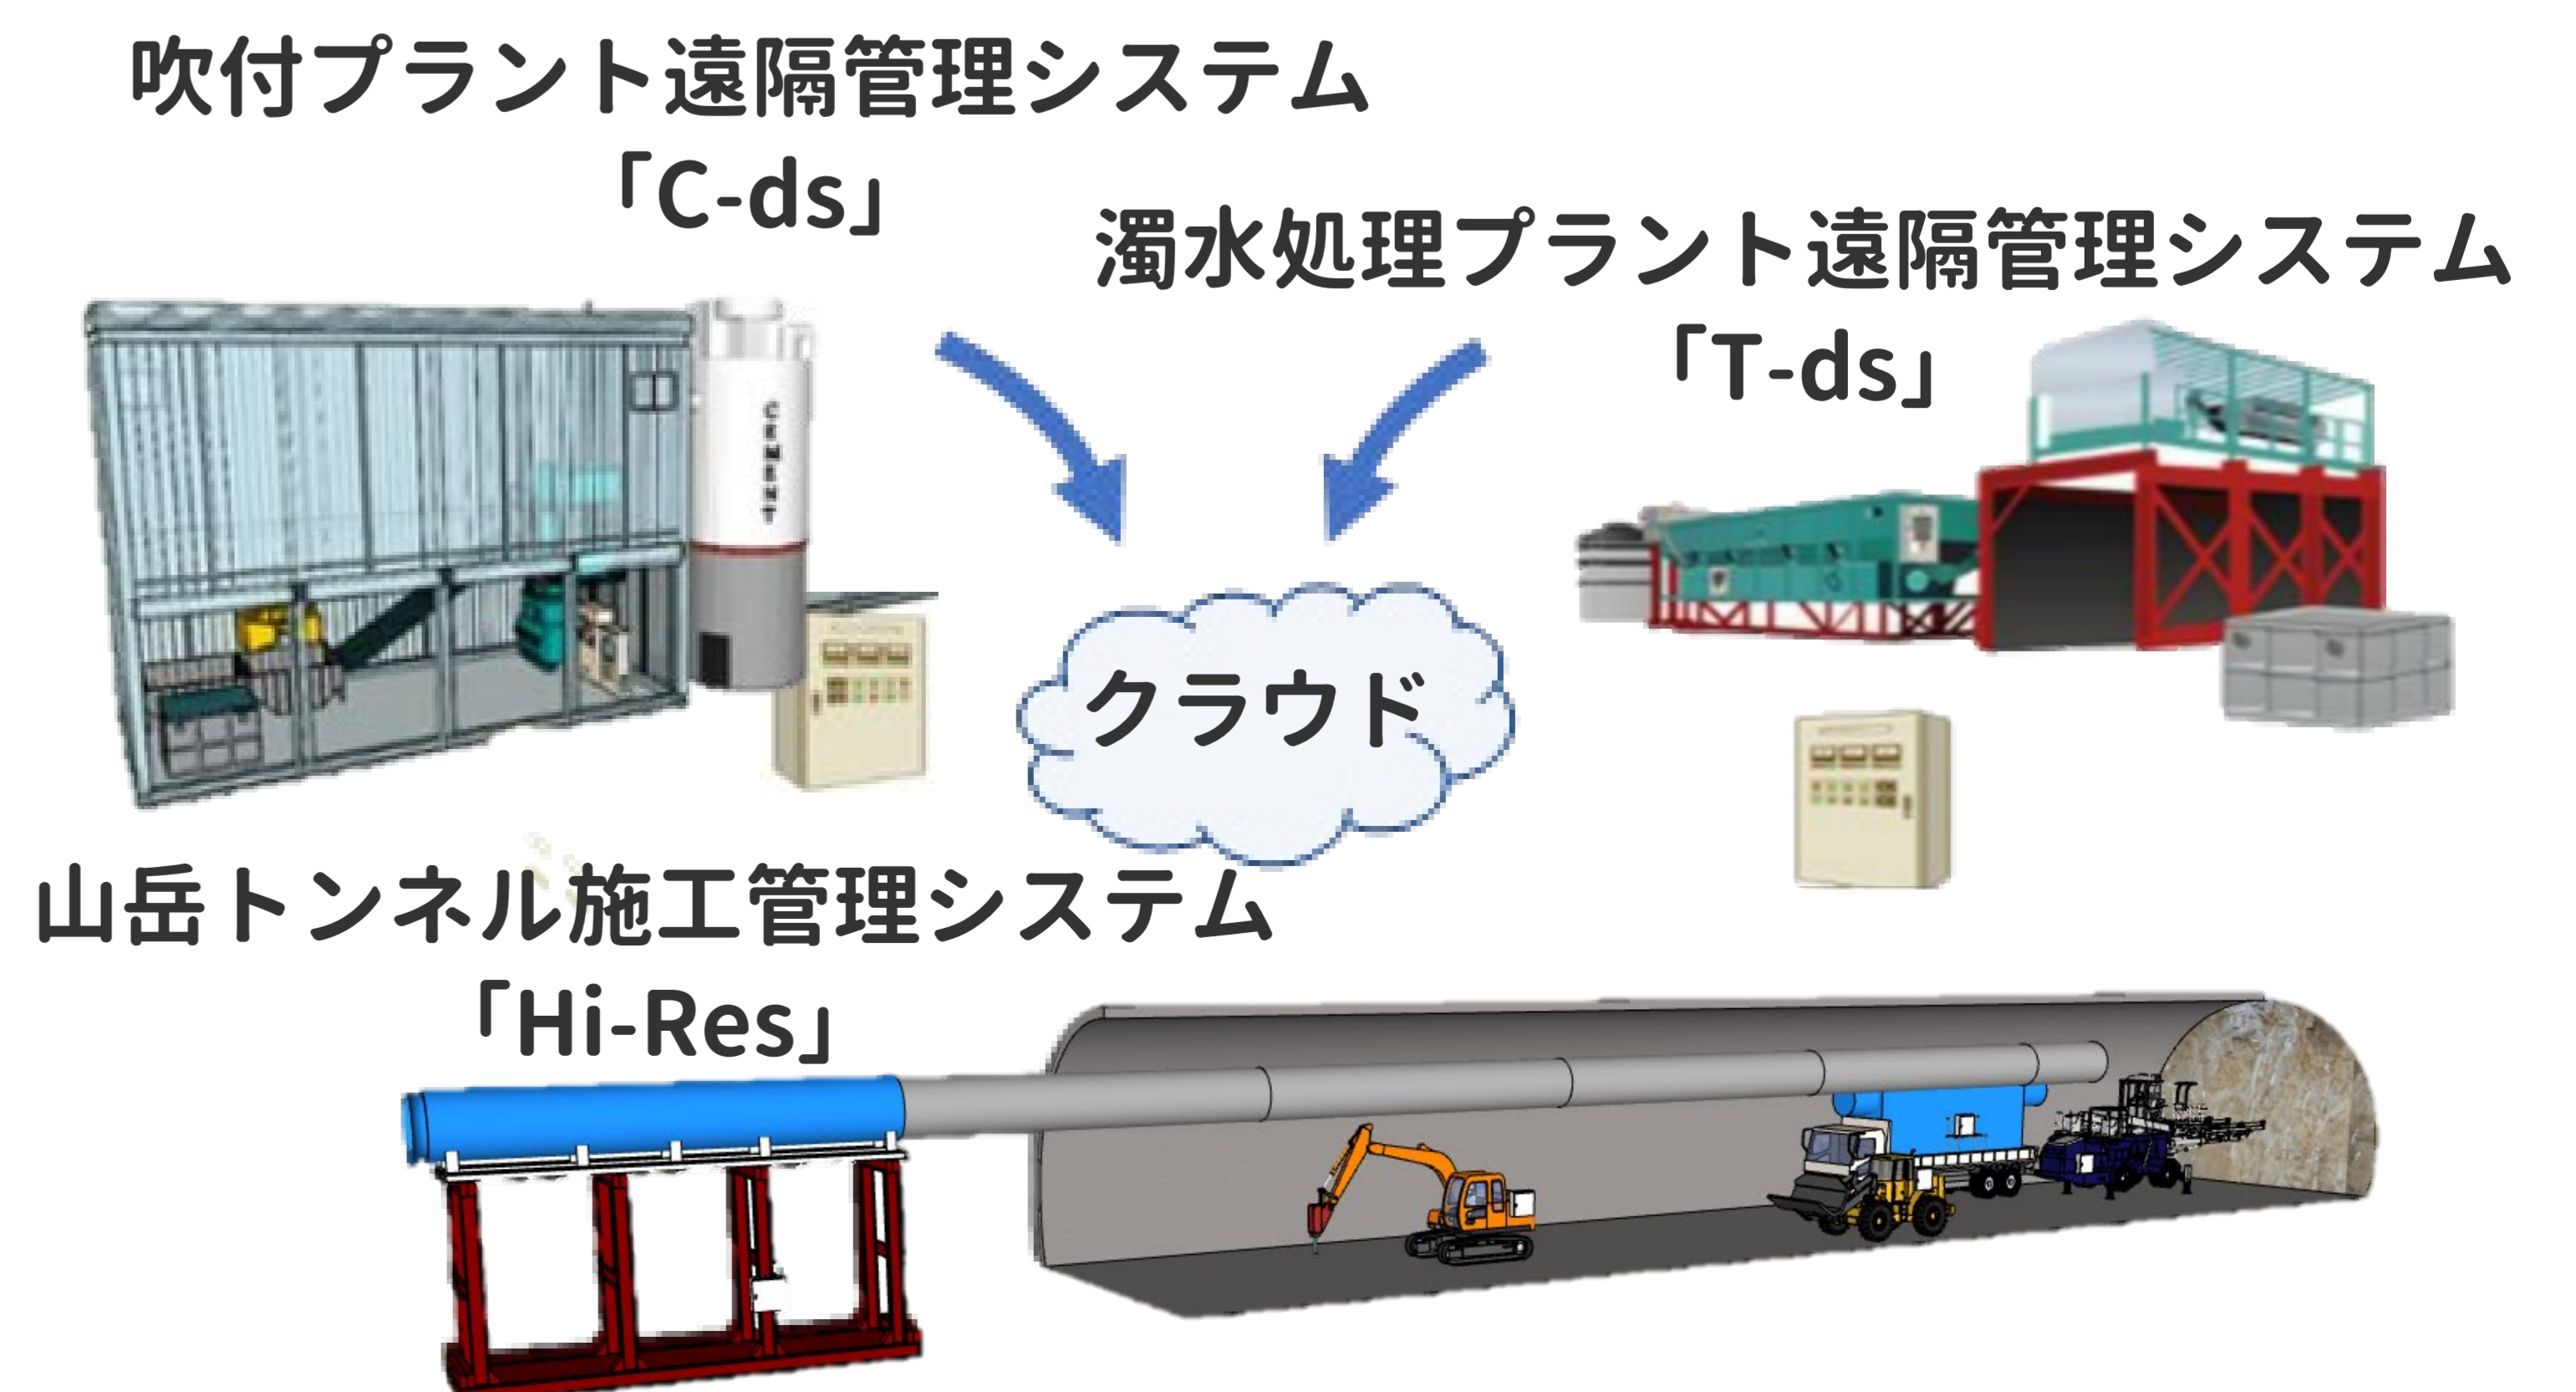 吹付プラント遠隔管理システム
「C-ds」
濁水処理プラント遠隔管理システム
「T-ds」
CEMENT
クラウド
山岳トンネル施工管理システム
「Hi-Res」